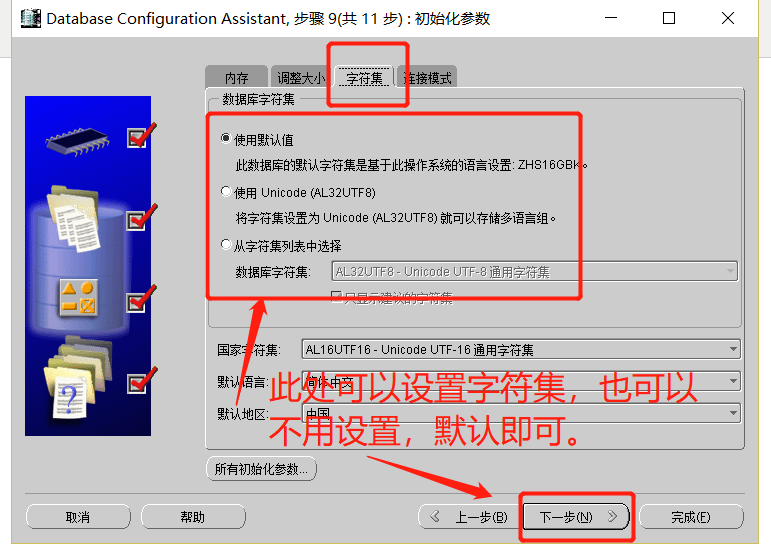 Database Configuration Assistant, 步骤 9(共 11 步) : 初始化参数
内存 调整大小 字符集 连接模式
数据库字符集
使用默认值
此数据库的默认字符集是基于此操作系统的语言设置: ZHS16GBK。
使用 Unicode (AL32UTF8)
将字符集设置为 Unicode (AL32UTF8) 就可以存储多语言组。
从字符集列表中选择
数据库字符集: AL32UTF8 - Unicode UTF-8 通用字符集
只显示建议的字符集
国家字符集: AL16UTF16 - Unicode UTF-16 通用字符集
默认语言: 简体中文
默认地区: 中国
此处可以设置字符集，也可以
不用设置，默认即可。
所有初始化参数...
取消 帮助 上一步(B) 下一步(N) 完成(F)